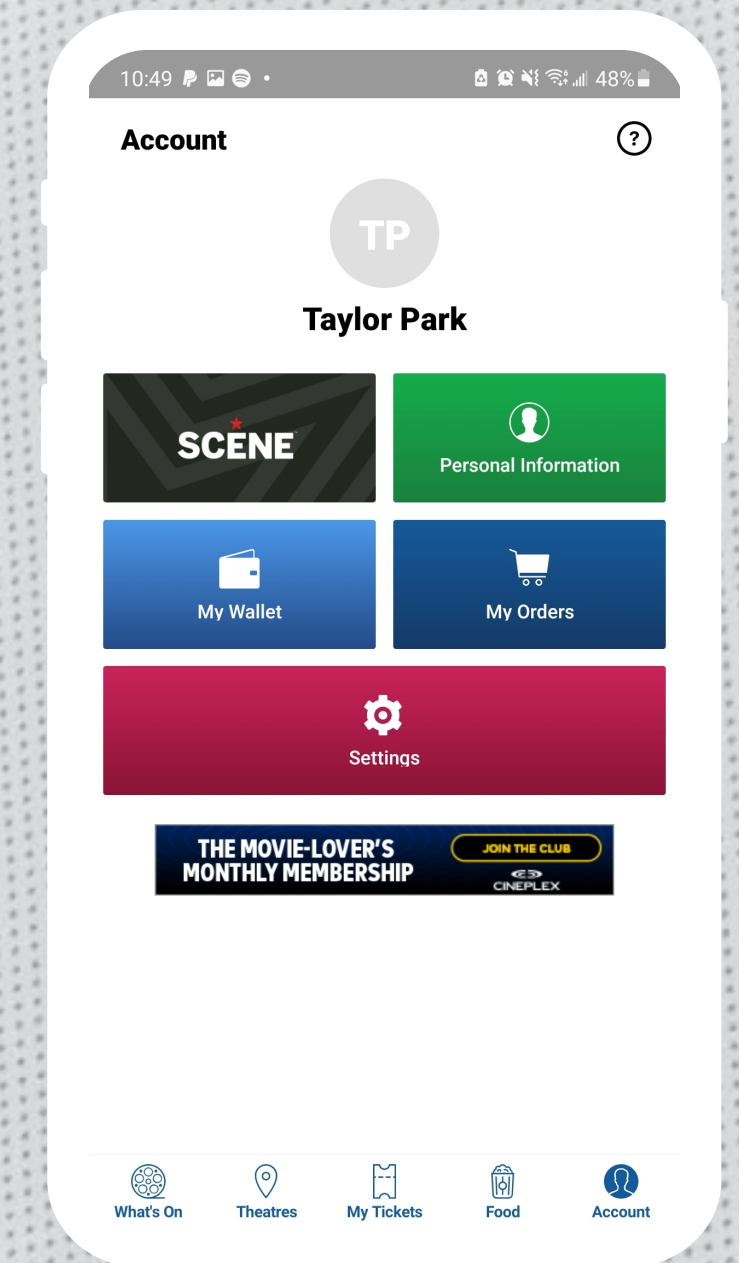 10:49
48%
Account
?
TP
Taylor Park
SCENE
Personal Information
My Wallet
My Orders
Settings
THE MOVIE-LOVER'S
MONTHLY MEMBERSHIP
JOIN THE CLUB
CINEPLEX
What's On
Theatres
My Tickets
Food
Account